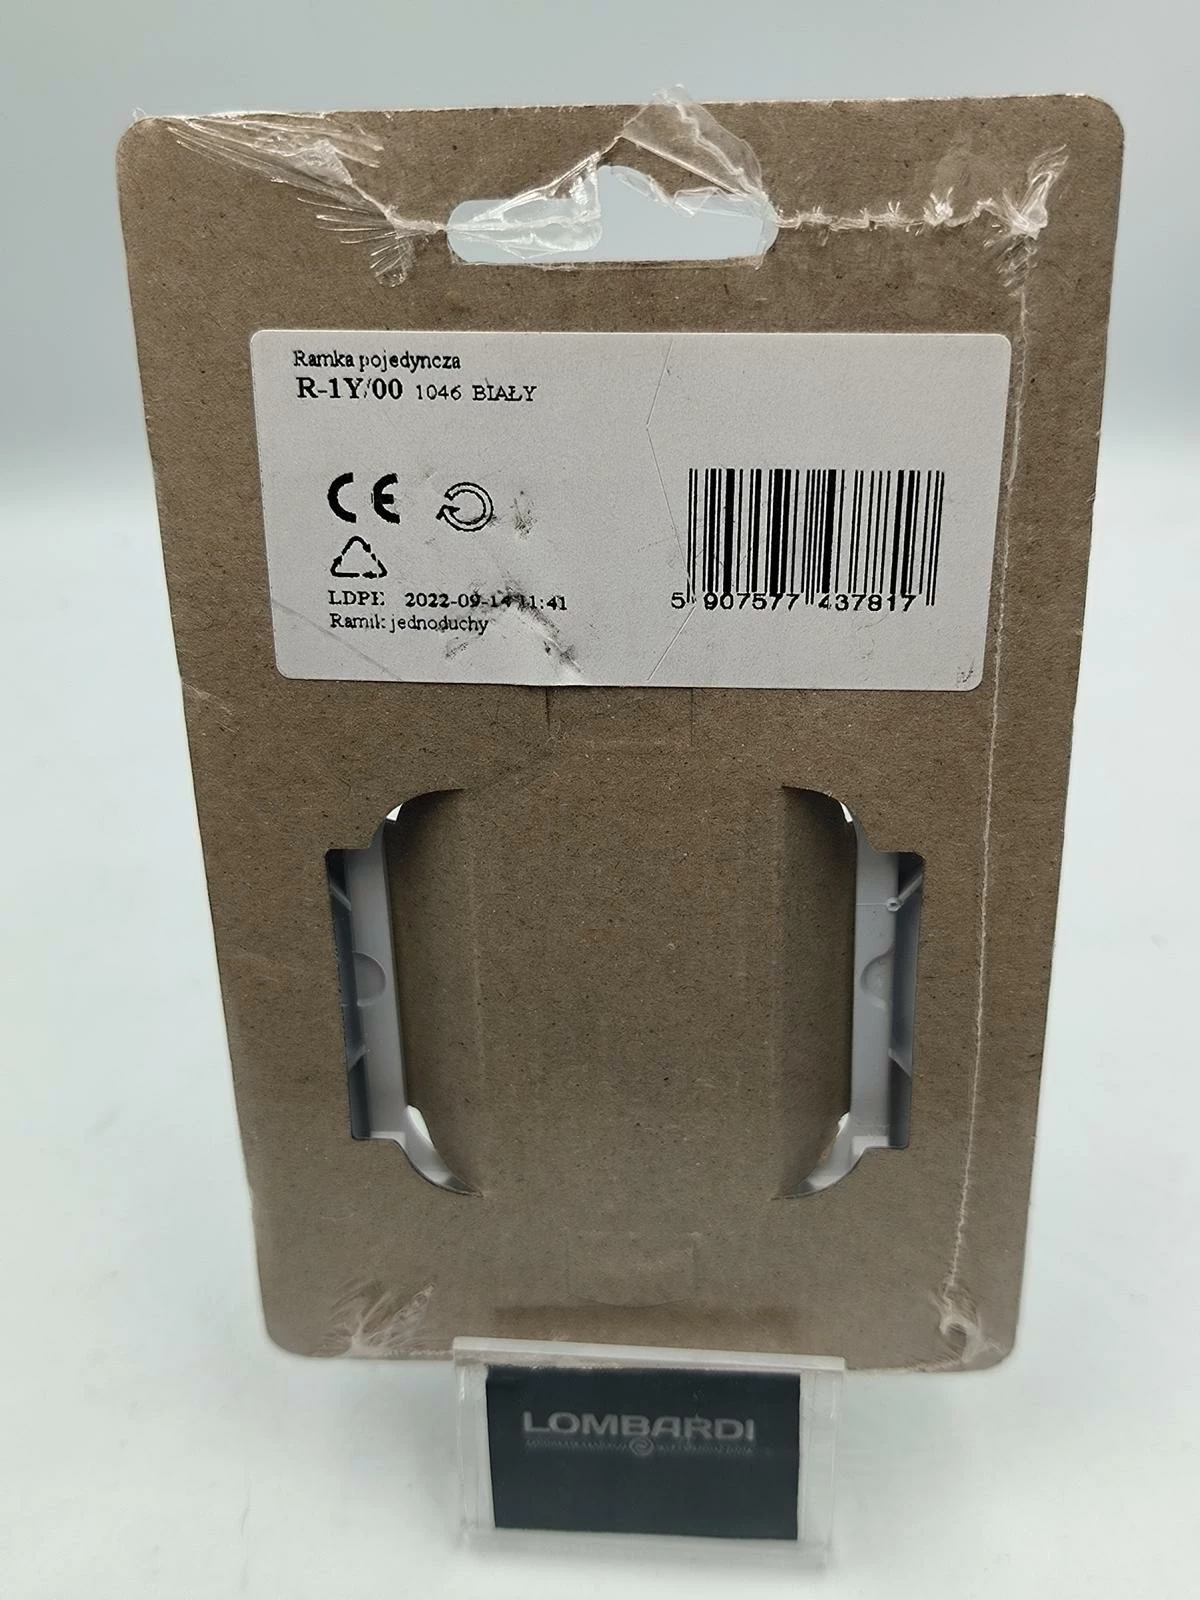 Ramka pojedyncza
R-1Y/00 1046 BIAŁY
CE
LDPE 2022-09-14 11:41
Ramik jednoduchy
5 907577 437817
LOMBARDI